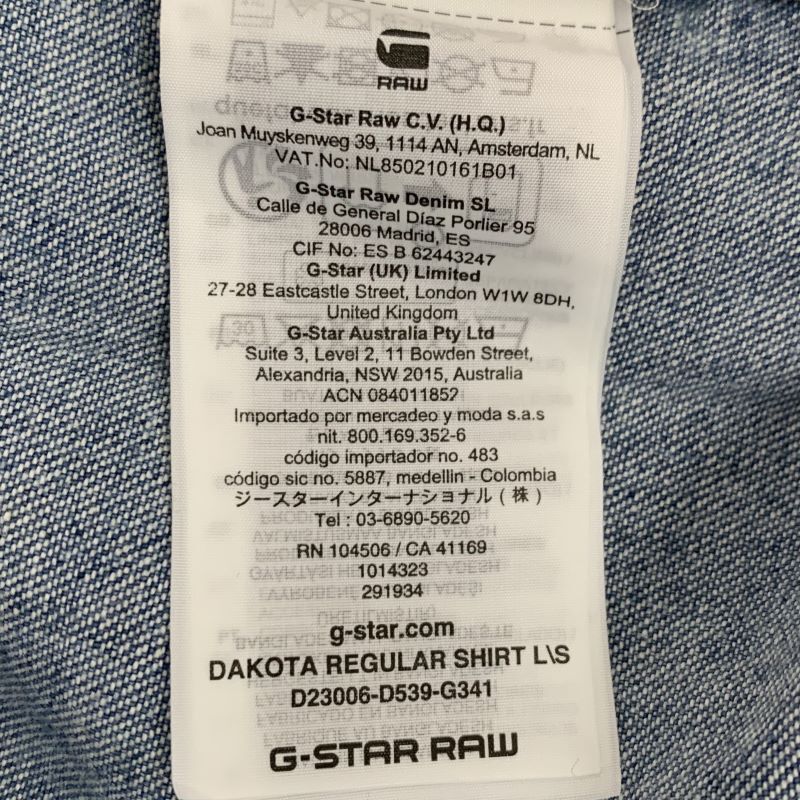 G
RAW
G-Star Raw C.V. (H.Q.)
Joan Muyskenweg 39, 1114 AN, Amsterdam, NL
VAT.No: NL850210161B01
G-Star Raw Denim SL
Calle de General Díaz Porlier 95
28006 Madrid, ES
CIF No: ES B 62443247
G-Star (UK) Limited
27-28 Eastcastle Street, London W1W 8DH,
United Kingdom
G-Star Australia Pty Ltd
Suite 3, Level 2, 11 Bowden Street,
Alexandria, NSW 2015, Australia
ACN 084011852
Importado por mercadeo y moda s.a.s
nit. 800.169.352-6
código importador no. 483
código sic no. 5887, medellin - Colombia
ジースターインターナショナル ( 株 )
Tel : 03-6890-5620
RN 104506 / CA 41169
1014323
291934
g-star.com
DAKOTA REGULAR SHIRT L\S
D23006-D539-G341
G-STAR RAW